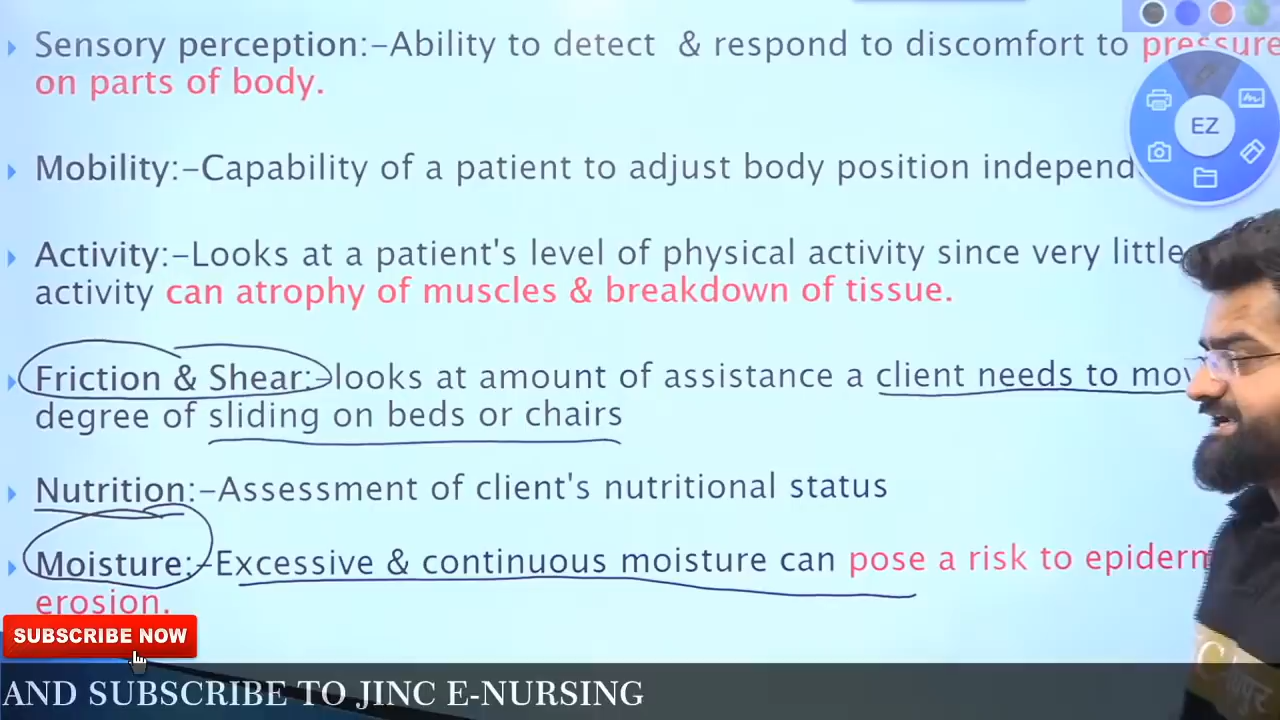 Sensory perception:-Ability to detect & respond to discomfort to pressure
on parts of body.
Mobility:-Capability of a patient to adjust body position
Activity:-Looks at a patient's level of physical activity since very little
activity can atrophy of muscles & breakdown of tissue.
Friction & Shear:-looks at amount of assistance a client needs to
degree of sliding on beds or chairs
Nutrition:-Assessment of client's nutritional status
Moisture:-Excessive & continuous moisture can pose a risk to
erosion.
EZ
SUBSCRIBE NOW
AND SUBSCRIBE TO JINC E-NURSING